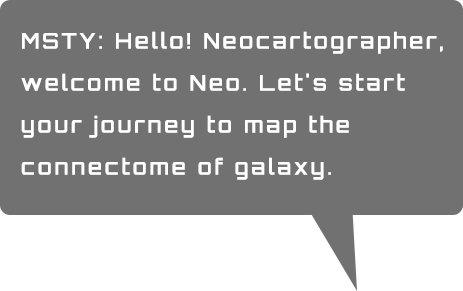 MSTY: Hello! Neocartographer,
welcome to Neo. Let's start
your journey to map the
connectome of galaxy.